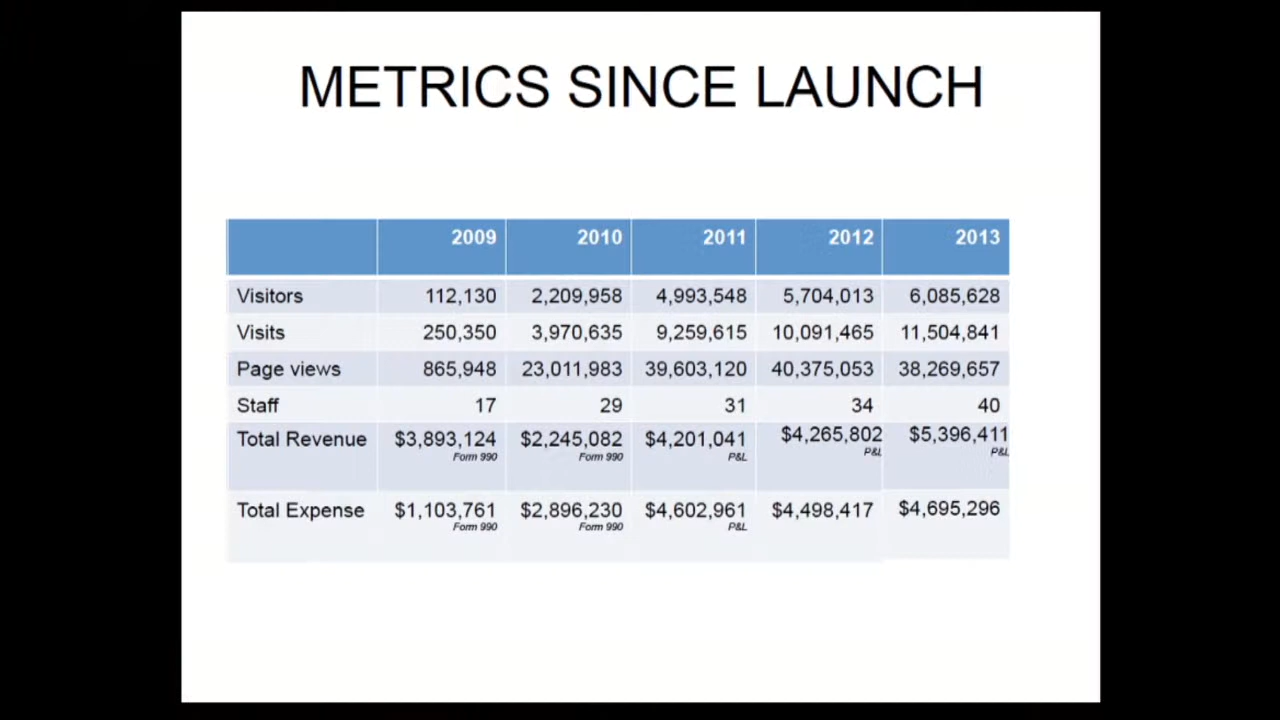 METRICS SINCE LAUNCH
2009 2010 2011 2012 2013
Visitors 112,130 2,209,958 4,993,548 5,704,013 6,085,628
Visits 250,350 3,970,635 9,259,615 10,091,465 11,504,841
Page views 865,948 23,011,983 39,603,120 40,375,053 38,269,657
Staff 17 29 31 34 40
Total Revenue $3,893,124 $2,245,082 $4,201,041 $4,265,802 $5,396,411
Form 990 Form 990 P&L P&L P&L
Total Expense $1,103,761 $2,896,230 $4,602,961 $4,498,417 $4,695,296
Form 990 Form 990 P&L